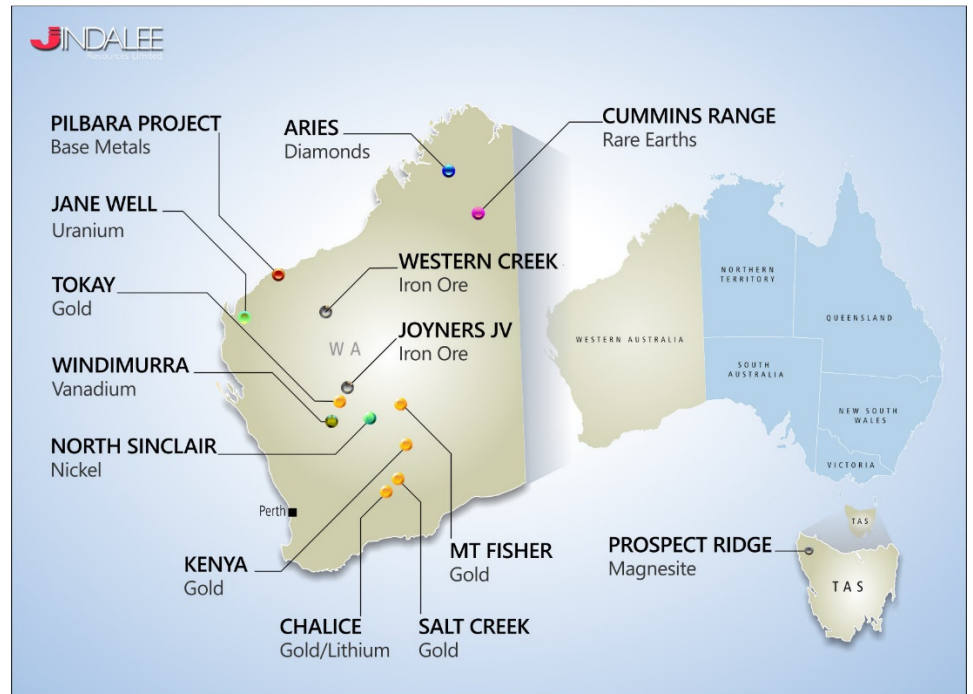 JINDALEE
Resources Limited
PILBARA PROJECT
Base Metals
ARIES
Diamonds
CUMMINS RANGE
Rare Earths
JANE WELL
Uranium
TOKAY
Gold
WESTERN CREEK
Iron Ore
WINDIMURRA
Vanadium
WA
JOYNERS JV
Iron Ore
NORTH SINCLAIR
Nickel
Perth
KENYA
Gold
MT FISHER
Gold
CHALICE
Gold/Lithium
SALT CREEK
Gold
WESTERN AUSTRALIA
NORTHERN
TERRITORY
QUEENSLAND
SOUTH
AUSTRALIA
NEW SOUTH
WALES
VICTORIA
TAS
PROSPECT RIDGE
Magnesite
TAS